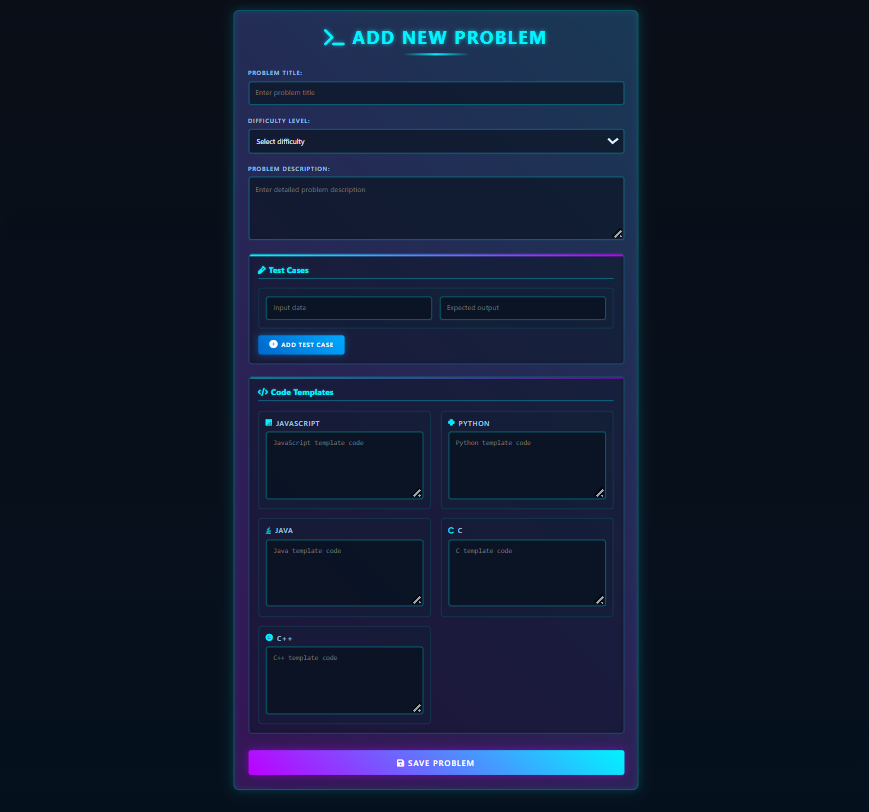 ADD NEW PROBLEM
PROBLEM TITLE:
Enter problem title
DIFFICULTY LEVEL:
Select difficulty
PROBLEM DESCRIPTION:
Enter detailed problem description
Test Cases
Input data
Expected output
ADD TEST CASE
Code Templates
JAVASCRIPT
JavaScript template code
PYTHON
Python template code
JAVA
Java template code
C
C template code
C++
C++ template code
SAVE PROBLEM